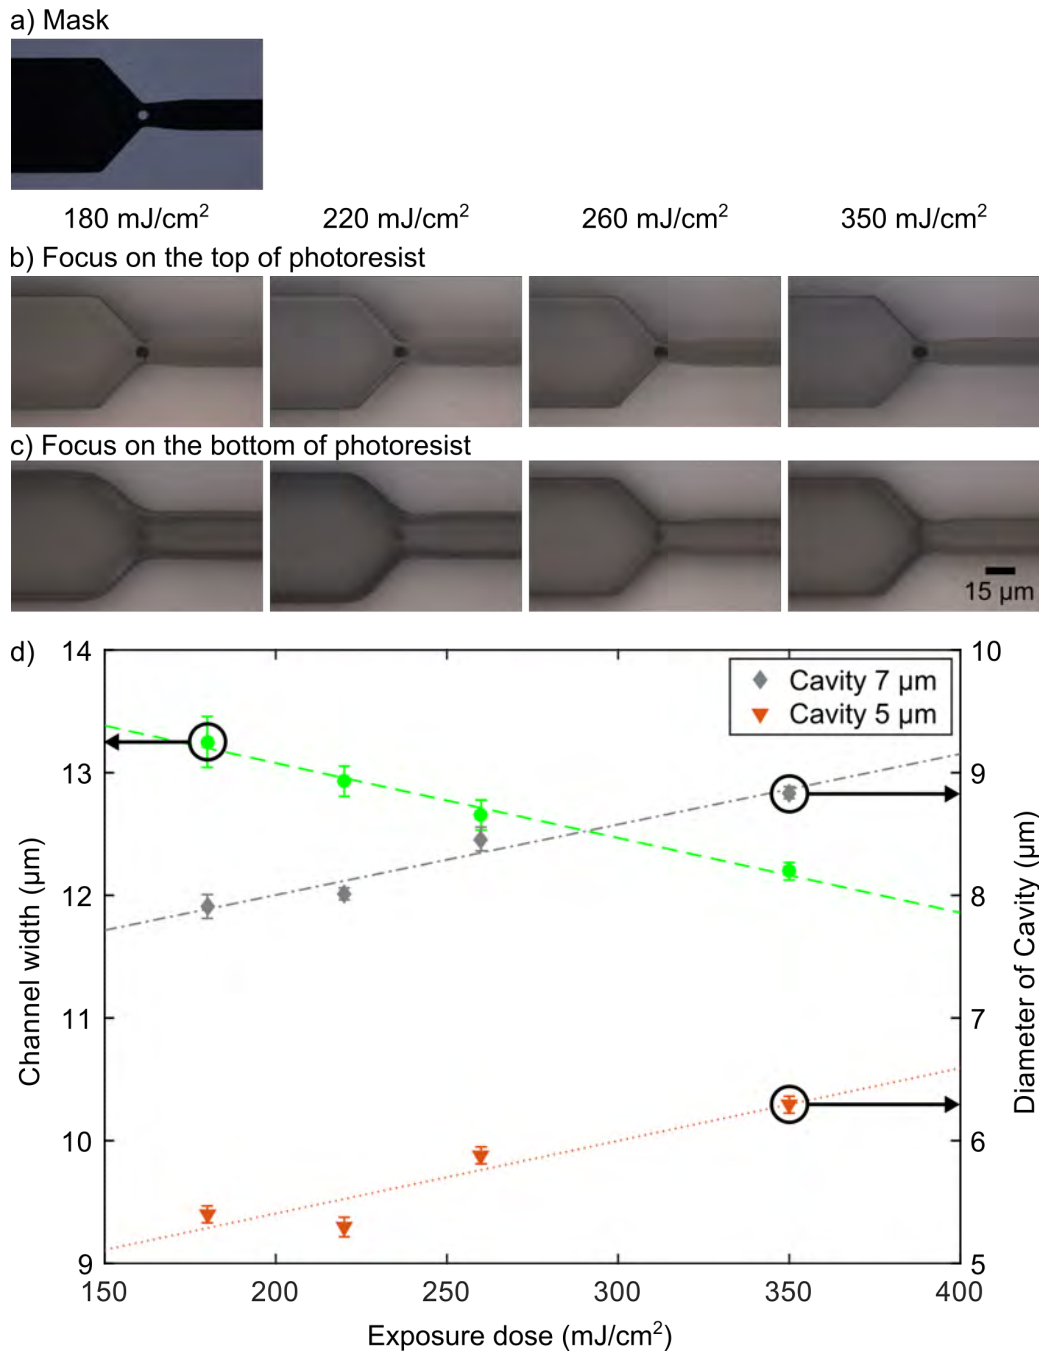 a) Mask
180 mJ/cm²
220 mJ/cm²
260 mJ/cm²
350 mJ/cm²
b) Focus on the top of photoresist
c) Focus on the bottom of photoresist
15 µm
d)
14
13
12
11
10
9
Channel width (µm)
Cavity 7 µm
Cavity 5 µm
10
9
8
7
6
5
Diameter of Cavity (µm)
150
200
250
300
350
400
Exposure dose (mJ/cm²)